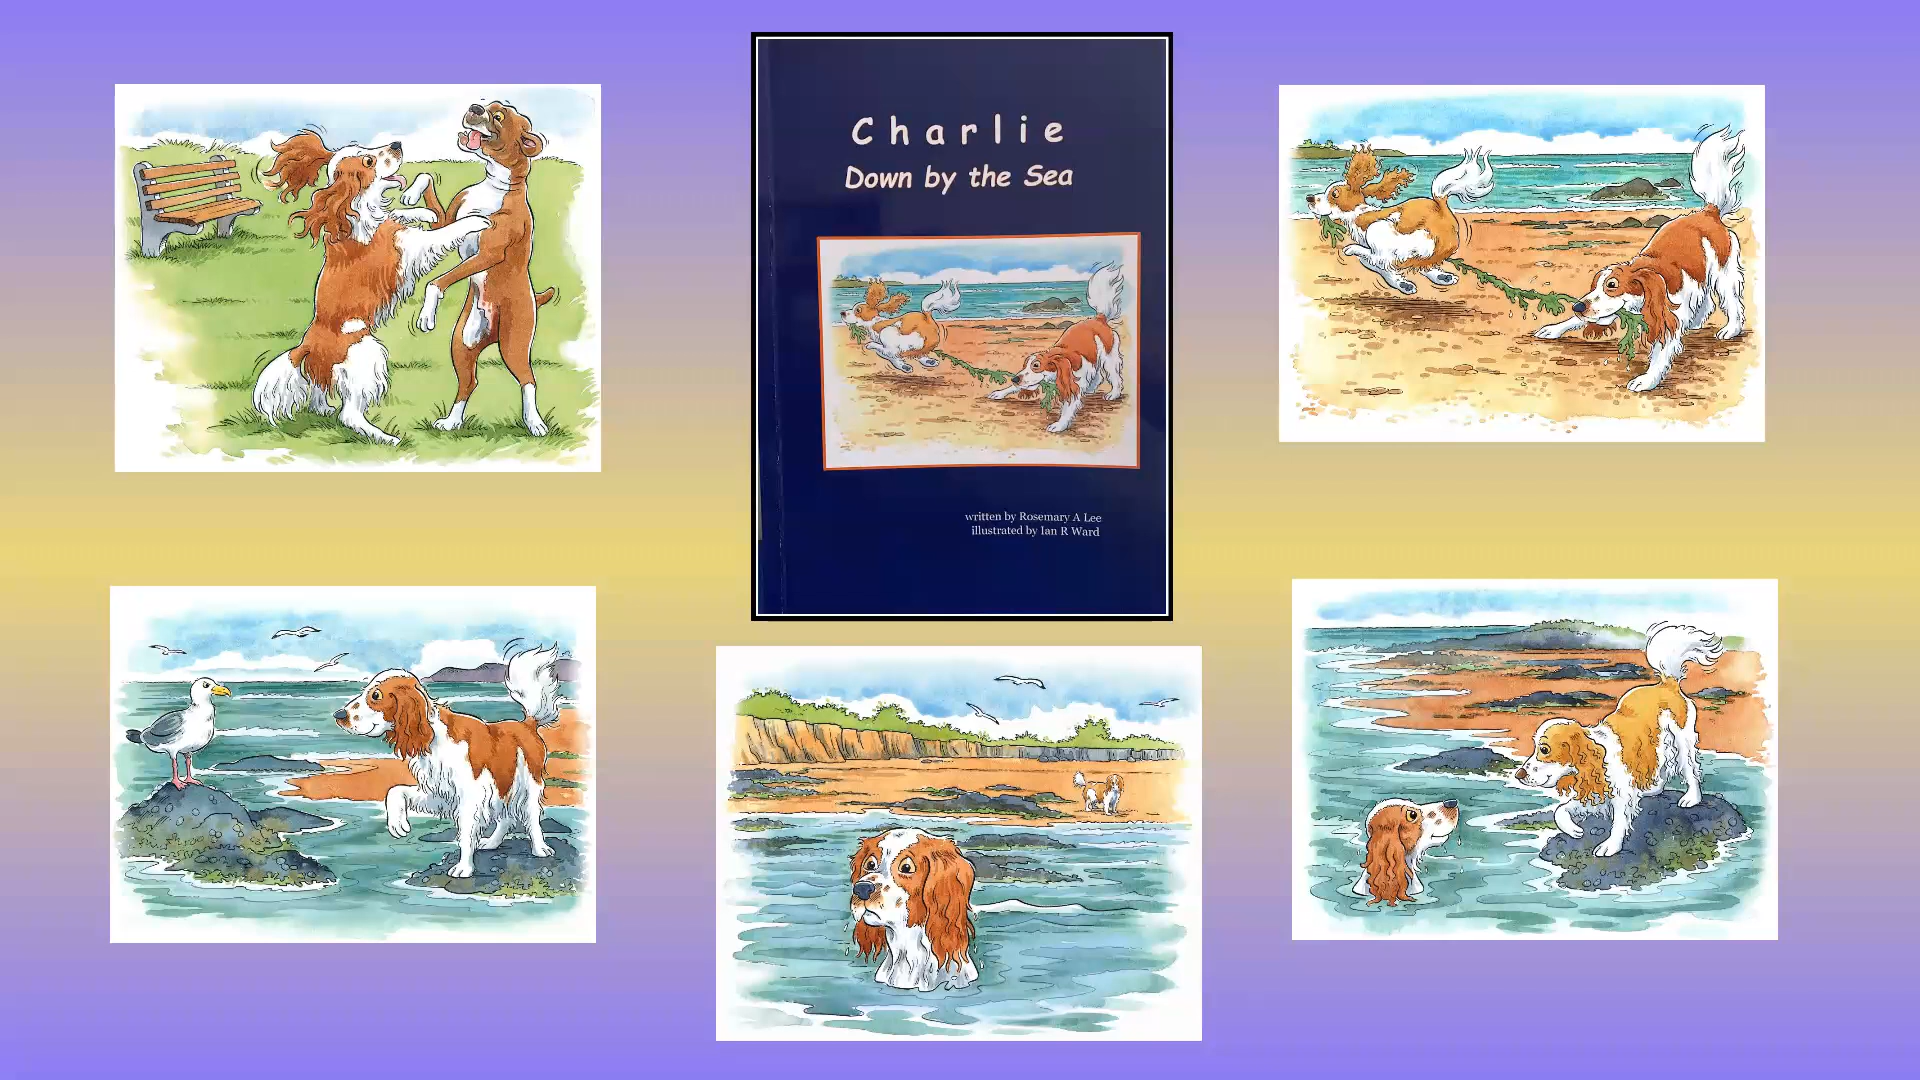 Charlie
Down by the Sea
written by Rosemary A Lee
illustrated by Ian R Ward